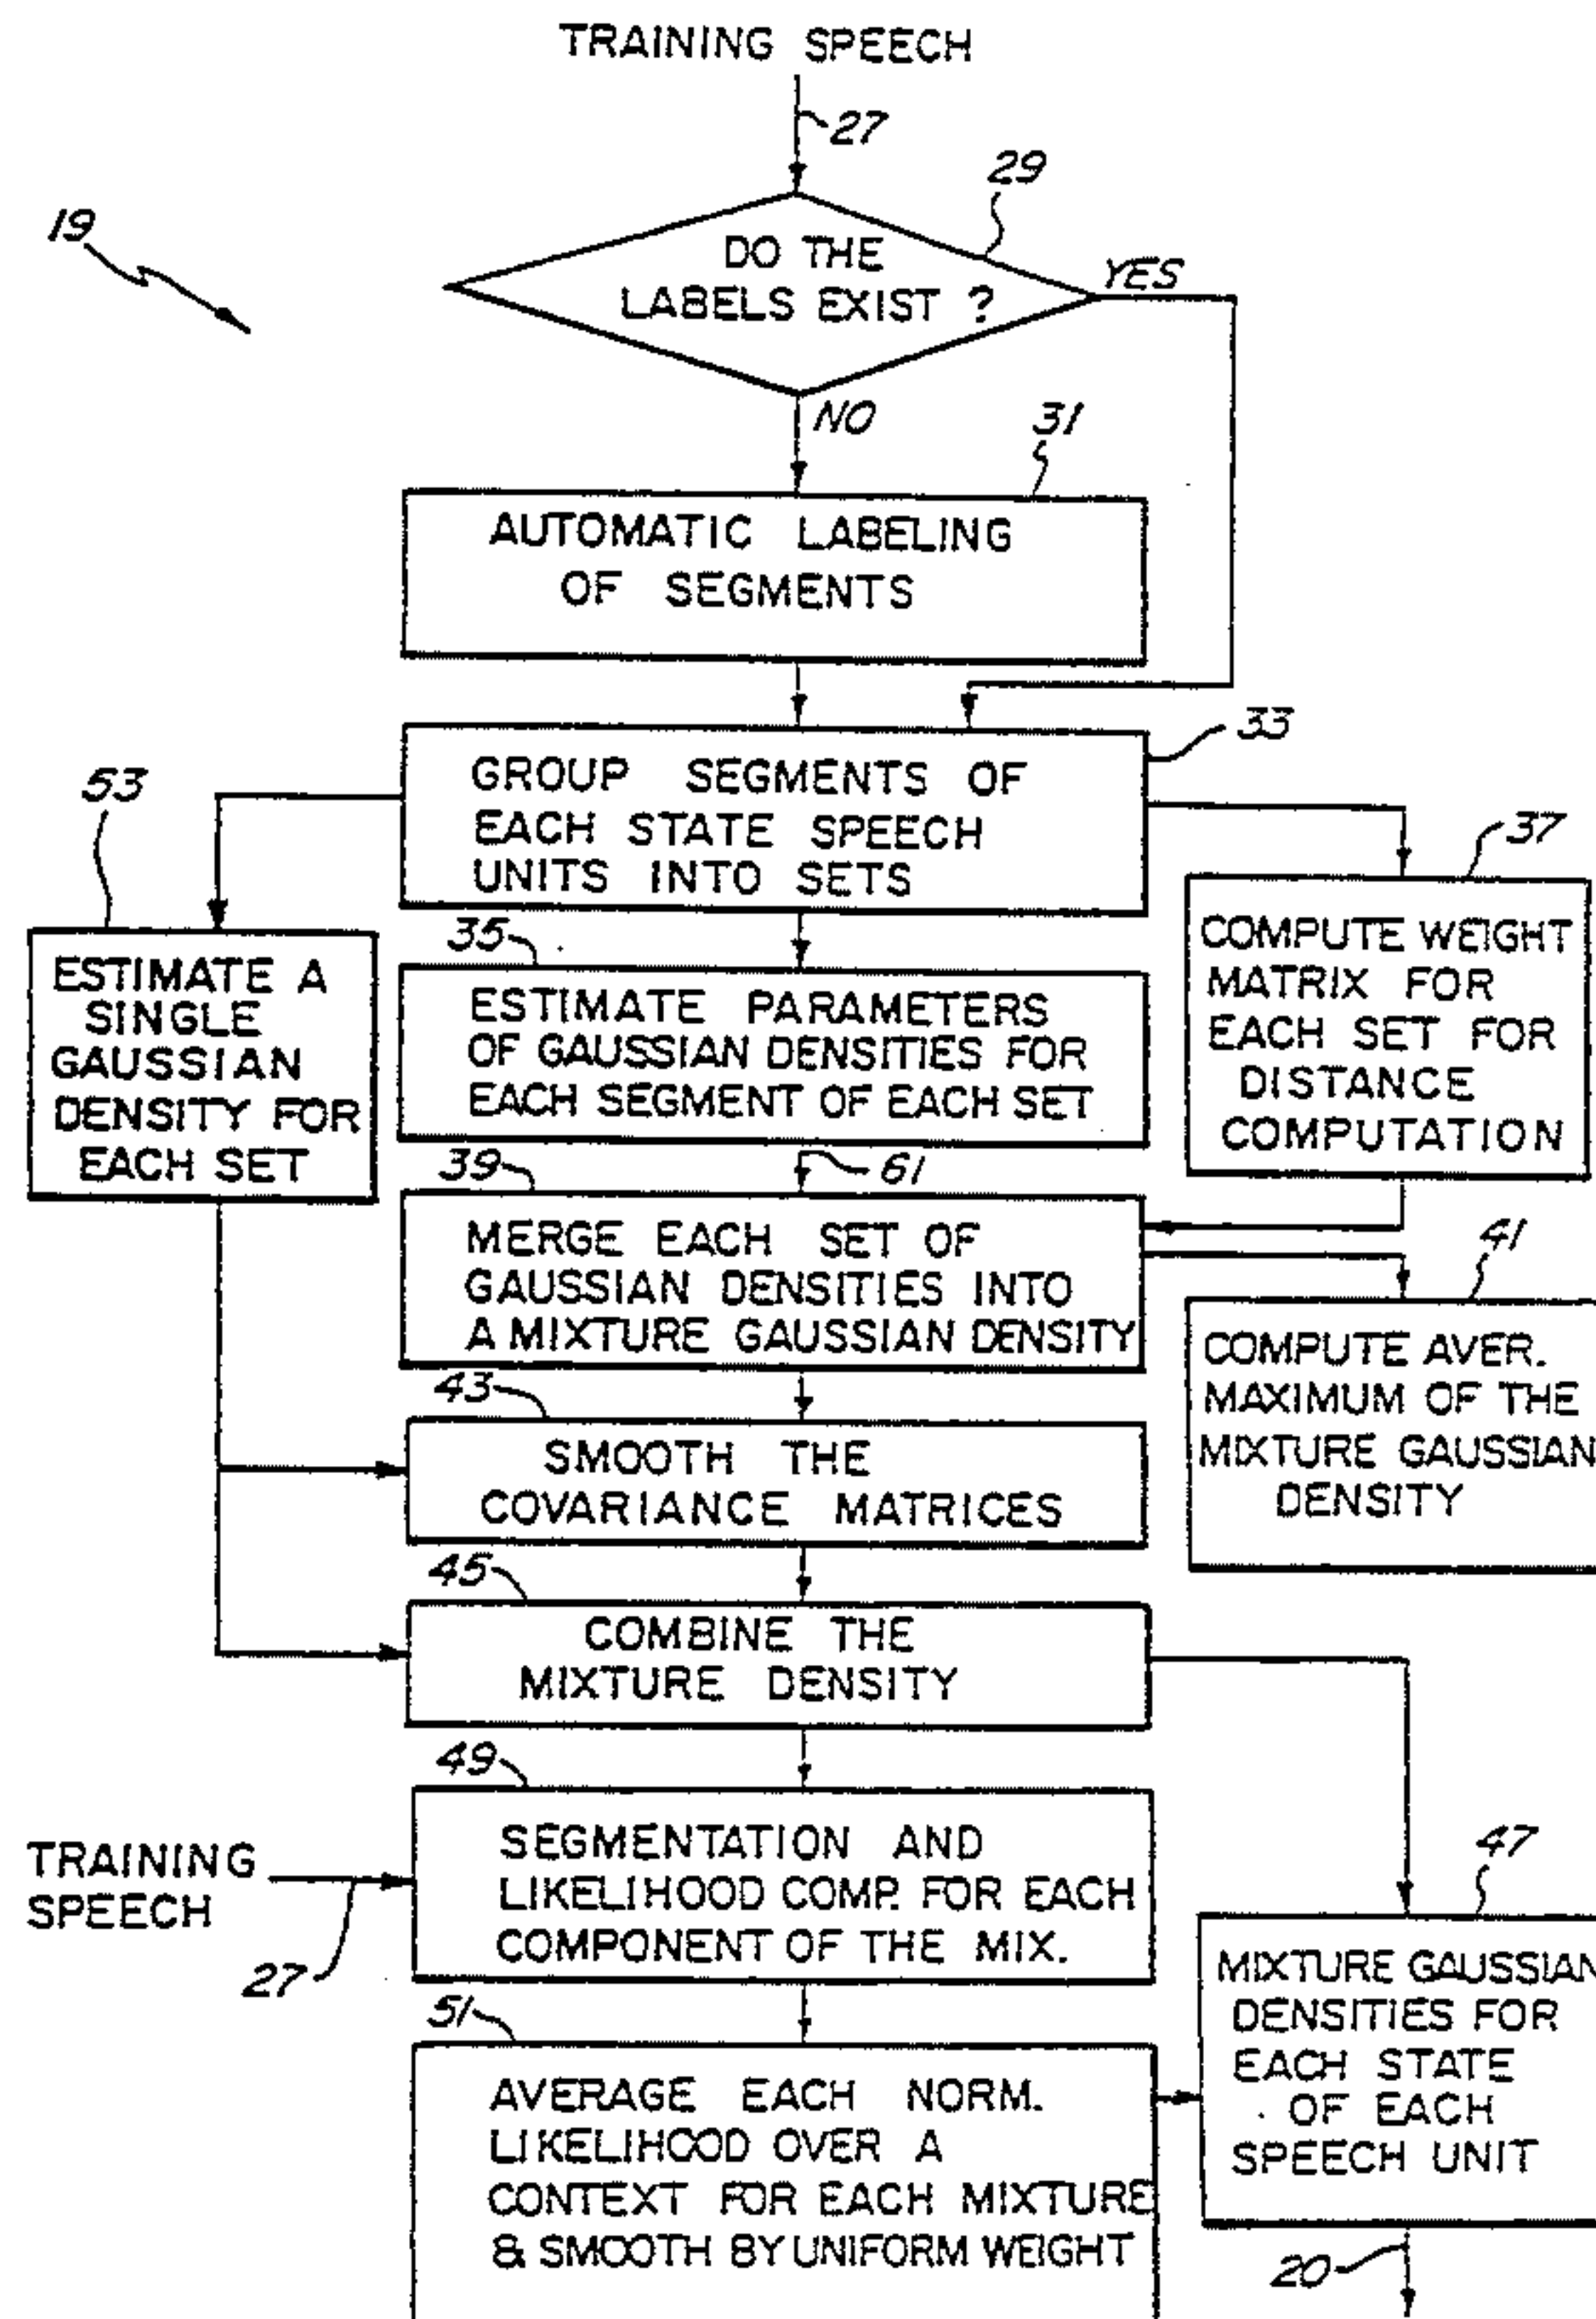 TRAINING SPEECH
27
29
19
DO THE
LABELS EXIST ?
YES
NO
31
AUTOMATIC LABELING
OF SEGMENTS
33
GROUP SEGMENTS OF
EACH STATE SPEECH
UNITS INTO SETS
53
37
ESTIMATE A
SINGLE
GAUSSIAN
DENSITY FOR
EACH SET
35
ESTIMATE PARAMETERS
OF GAUSSIAN DENSITIES FOR
EACH SEGMENT OF EACH SET
COMPUTE WEIGHT
MATRIX FOR
EACH SET FOR
DISTANCE
COMPUTATION
61
39
MERGE EACH SET OF
GAUSSIAN DENSITIES INTO
A MIXTURE GAUSSIAN DENSITY
41
COMPUTE AVER.
MAXIMUM OF THE
MIXTURE GAUSSIAN
DENSITY
43
SMOOTH THE
COVARIANCE MATRICES
45
COMBINE THE
MIXTURE DENSITY
49
SEGMENTATION AND
LIKELIHOOD COMP. FOR EACH
COMPONENT OF THE MIX.
TRAINING
SPEECH
27
47
MIXTURE GAUSSIAN
DENSITIES FOR
EACH STATE
OF EACH
SPEECH UNIT
51
AVERAGE EACH NORM.
LIKELIHOOD OVER A
CONTEXT FOR EACH MIXTURE
& SMOOTH BY UNIFORM WEIGHT
20